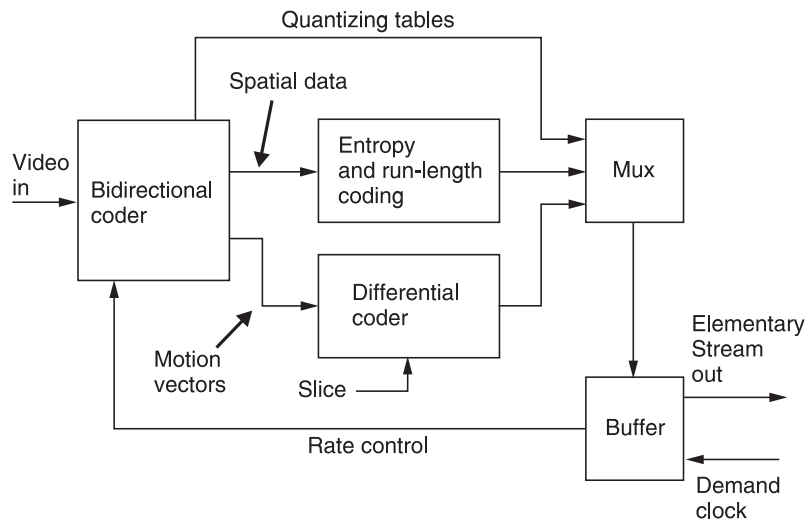 Quantizing tables
Spatial data
Video
in
Bidirectional
coder
Entropy
and run-length
coding
Mux
Differential
coder
Motion
vectors
Slice
Elementary
Stream
out
Buffer
Rate control
Demand
clock